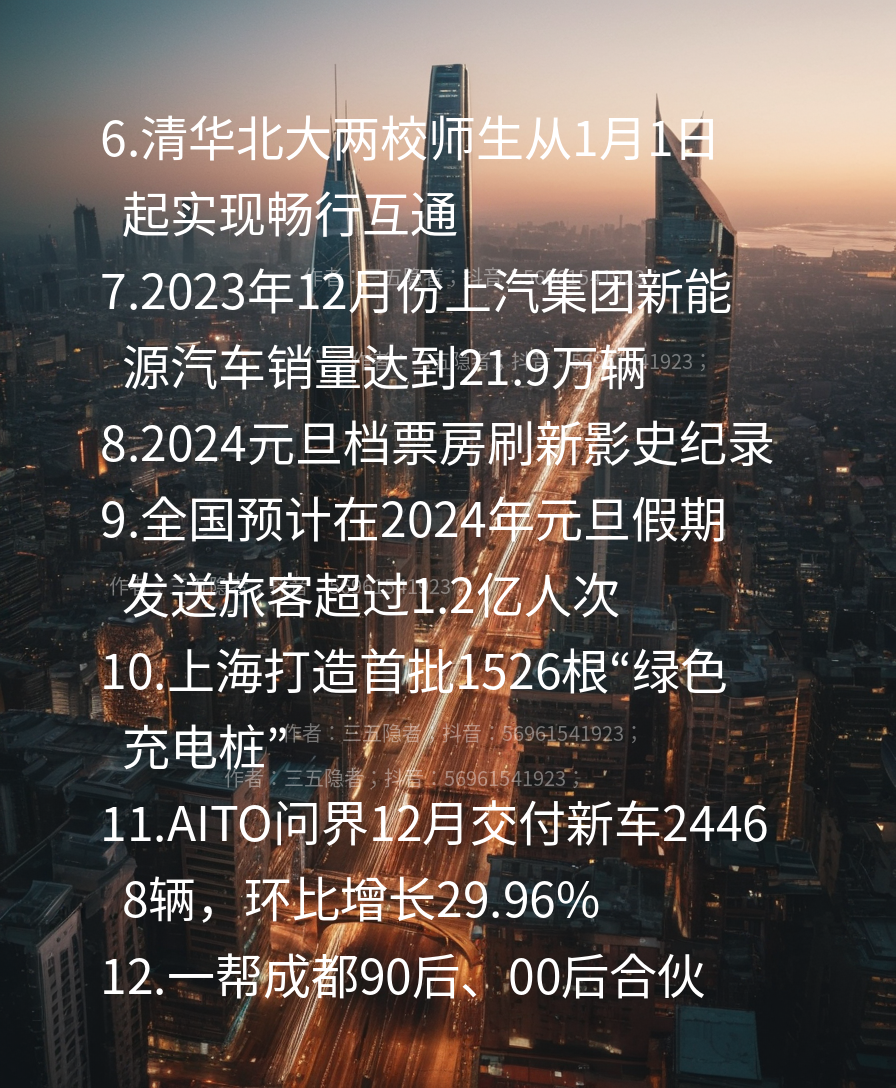 6.清华北大两校师生从1月1日
起实现畅行互通
7.2023年12月份上汽集团新能
源汽车销量达到21.9万辆
8.2024元旦档票房刷新影史纪录
9.全国预计在2024年元旦假期
发送旅客超过1.2亿人次
10.上海打造首批1526根“绿色
充电桩”
作者：三五隐者；抖音：56961541923；
作者：三五隐者；抖音：56961541923；
11.AITO问界12月交付新车2446
8辆，环比增长29.96%
12.一帮成都90后、00后合伙